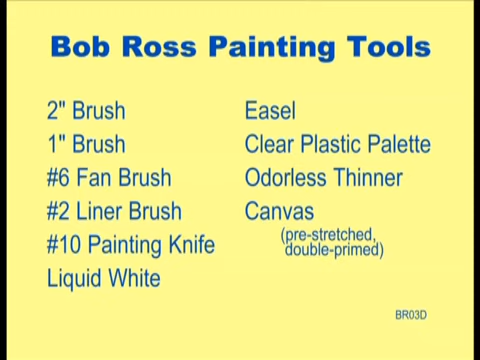 Bob Ross Painting Tools
2" Brush
1" Brush
#6 Fan Brush
#2 Liner Brush
#10 Painting Knife
Liquid White
Easel
Clear Plastic Palette
Odorless Thinner
Canvas
(pre-stretched,
double-primed)
BR03D